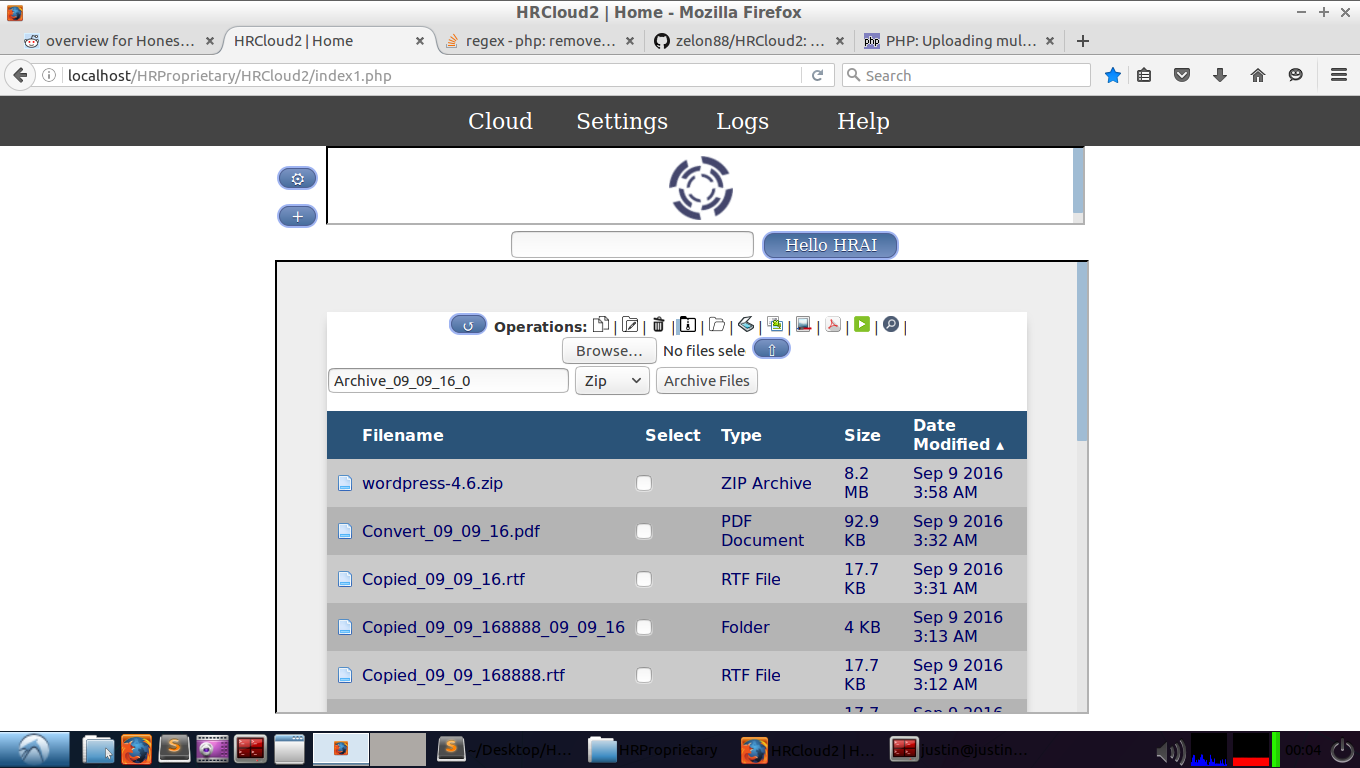 HRCloud2 | Home - Mozilla Firefox
overview for Hones... × HRCloud2 | Home × regex - php: remove... × zelon88/HRCloud2: ... × php PHP: Uploading mul... × +
localhost/HRProprietary/HRCloud2/index1.php Search
Cloud Settings Logs Help
+
Hello HRAI
Operations: | | | | | | | | | | |
Browse... No files sele
Archive_09_09_16_0 Zip Archive Files
Filename Select Type Size Date Modified ▲
wordpress-4.6.zip ZIP Archive 8.2 MB Sep 9 2016 3:58 AM
Convert_09_09_16.pdf PDF Document 92.9 KB Sep 9 2016 3:32 AM
Copied_09_09_16.rtf RTF File 17.7 KB Sep 9 2016 3:31 AM
Copied_09_09_168888_09_09_16 Folder 4 KB Sep 9 2016 3:13 AM
Copied_09_09_168888.rtf RTF File 17.7 KB Sep 9 2016 3:12 AM
17.7 Sep 9 2016
~/Desktop/H... HRProprietary HRCloud2 | H... justin@justin... 00:04